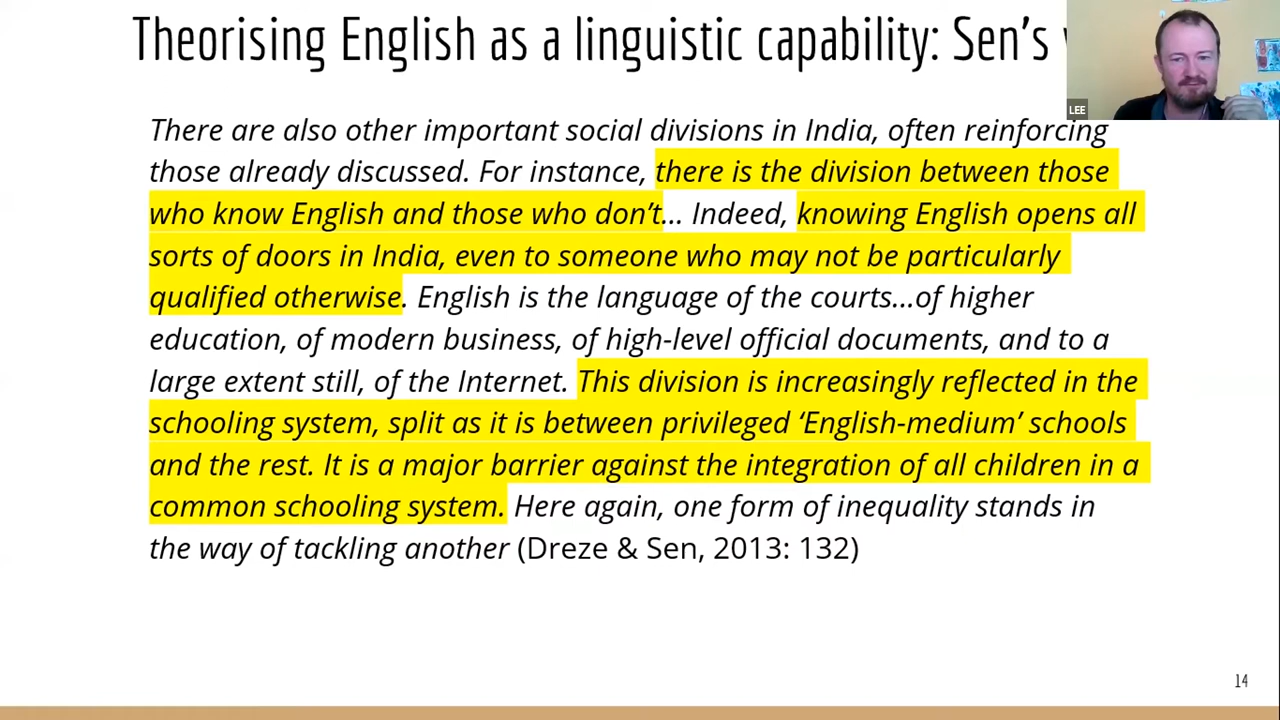 Theorising English as a linguistic capability: Sen's
LEE
There are also other important social divisions in India, often reinforcing
those already discussed. For instance, there is the division between those
who know English and those who don't... Indeed, knowing English opens all
sorts of doors in India, even to someone who may not be particularly
qualified otherwise. English is the language of the courts...of higher
education, of modern business, of high-level official documents, and to a
large extent still, of the Internet. This division is increasingly reflected in the
schooling system, split as it is between privileged ‘English-medium’ schools
and the rest. It is a major barrier against the integration of all children in a
common schooling system. Here again, one form of inequality stands in
the way of tackling another (Dreze & Sen, 2013: 132)
14